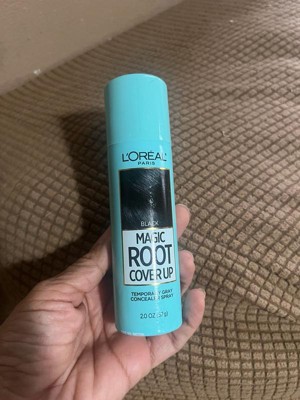 L'ORÉAL
PARIS
BLACK
MAGIC
ROOT
COVER UP
TEMPORARY GRAY
CONCEALER SPRAY
2.0 OZ (57g)